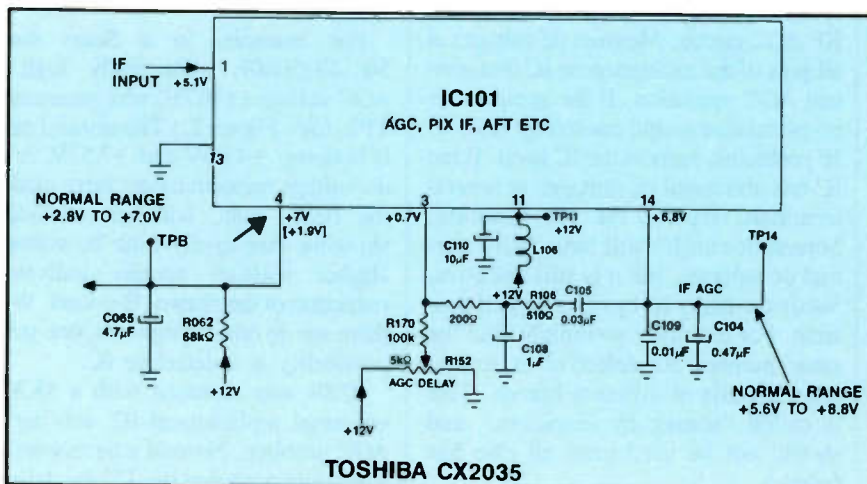 IF
INPUT
+5.1V
1
IC101
AGC, PIX IF, AFT ETC
13
4
3
11
14
NORMAL RANGE
+2.8V TO +7.0V
+7V
[+1.9V]
+0.7V
TP11
+12V
+6.8V
TPB
C110
10µF
L106
TP14
+12V
R106
510Ω
C105
0.03µF
IF AGC
C065
4.7µF
R062
68kΩ
R170
100k
200Ω
C108
1µF
C109
0.01µF
C104
0.47µF
5kΩ
R152
AGC DELAY
+12V
+12V
NORMAL RANGE
+5.6V TO +8.8V
TOSHIBA CX2035